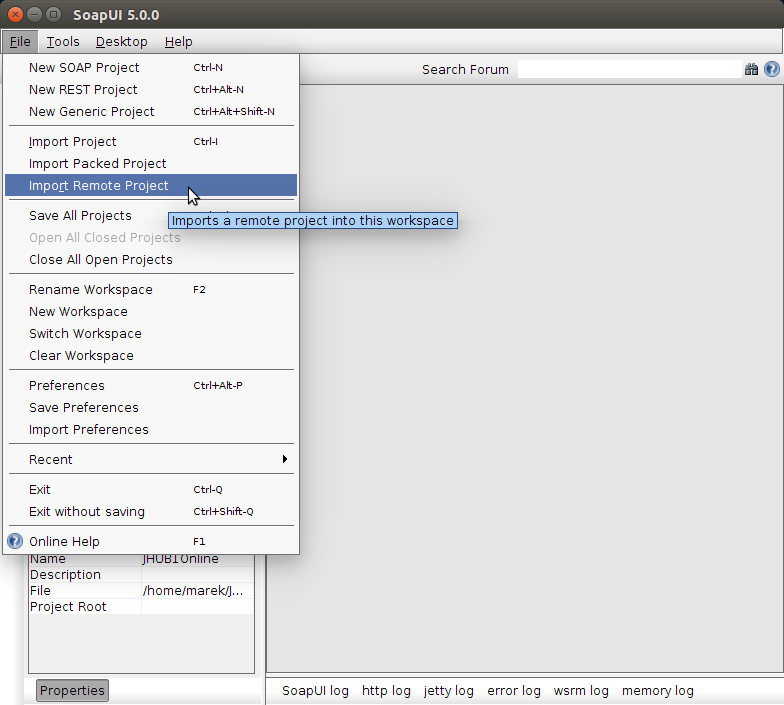 SoapUI 5.0.0
File Tools Desktop Help
Search Forum
New SOAP Project Ctrl-N
New REST Project Ctrl+Alt-N
New Generic Project Ctrl+Alt+Shift-N
Import Project Ctrl-I
Import Packed Project
Import Remote Project
Imports a remote project into this workspace
Save All Projects
Open All Closed Projects
Close All Open Projects
Rename Workspace F2
New Workspace
Switch Workspace
Clear Workspace
Preferences Ctrl+Alt-P
Save Preferences
Import Preferences
Recent
Exit Ctrl-Q
Exit without saving Ctrl+Shift-Q
Online Help F1
Name JHUB1Online
Description
File /home/marek/J...
Project Root
Properties
SoapUI log http log jetty log error log wsrm log memory log